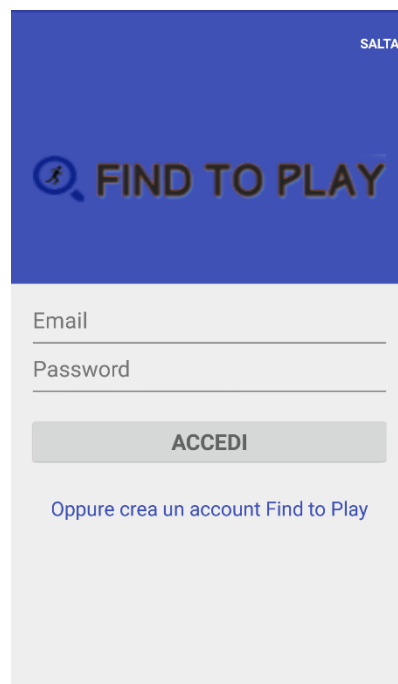 SALTA
FIND TO PLAY
Email
Password
ACCEDI
Oppure crea un account Find to Play